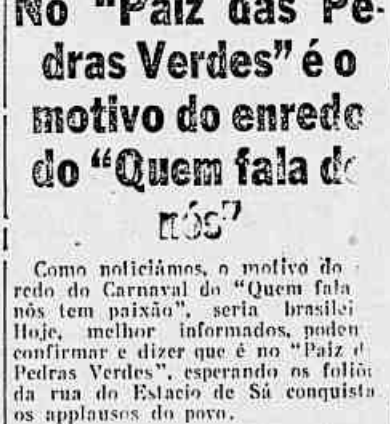 No "Paiz das Pe-
dras Verdes" é o
motivo do enredo
do "Quem fala de
nós"
Como noticiámos, o motivo do
redo do Carnaval do "Quem fala
nós tem paixão", seria brasilei
Hoje, melhor informados, podem
confirmar e dizer que é no "Paiz d
Pedras Verdes", esperando os foliõ
da rua do Estacio de Sá conquista
os applausos do povo.